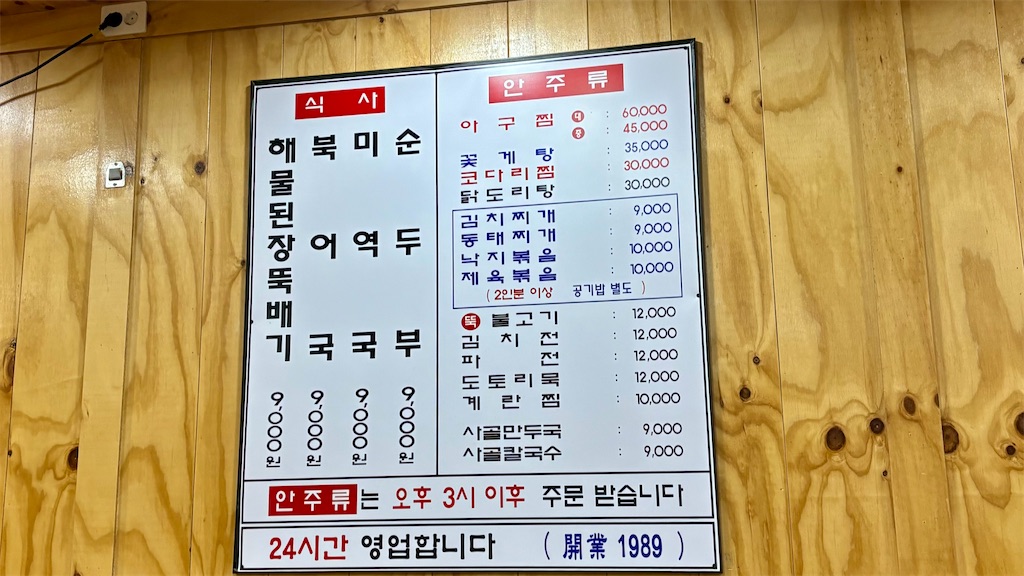 식 사
해물된장뚝배기 9,000원
북어국 9,000원
미역국 9,000원
순두부 9,000원
안 주 류
아 구 찜 대 : 60,000
중 : 45,000
꽃 게 탕 : 35,000
코다리찜 : 30,000
닭도리탕 : 30,000
김치찌개 : 9,000
동태찌개 : 9,000
낙지볶음 : 10,000
제육볶음 : 10,000
( 2인분 이상 공기밥 별도 )
뚝 불고기 : 12,000
김 치 전 : 12,000
파 전 : 12,000
도토리묵 : 12,000
계 란 찜 : 10,000
사골만두국 : 9,000
사골칼국수 : 9,000
안주류는 오후 3시 이후 주문 받습니다
24시간 영업합니다 ( 開業 1989 )